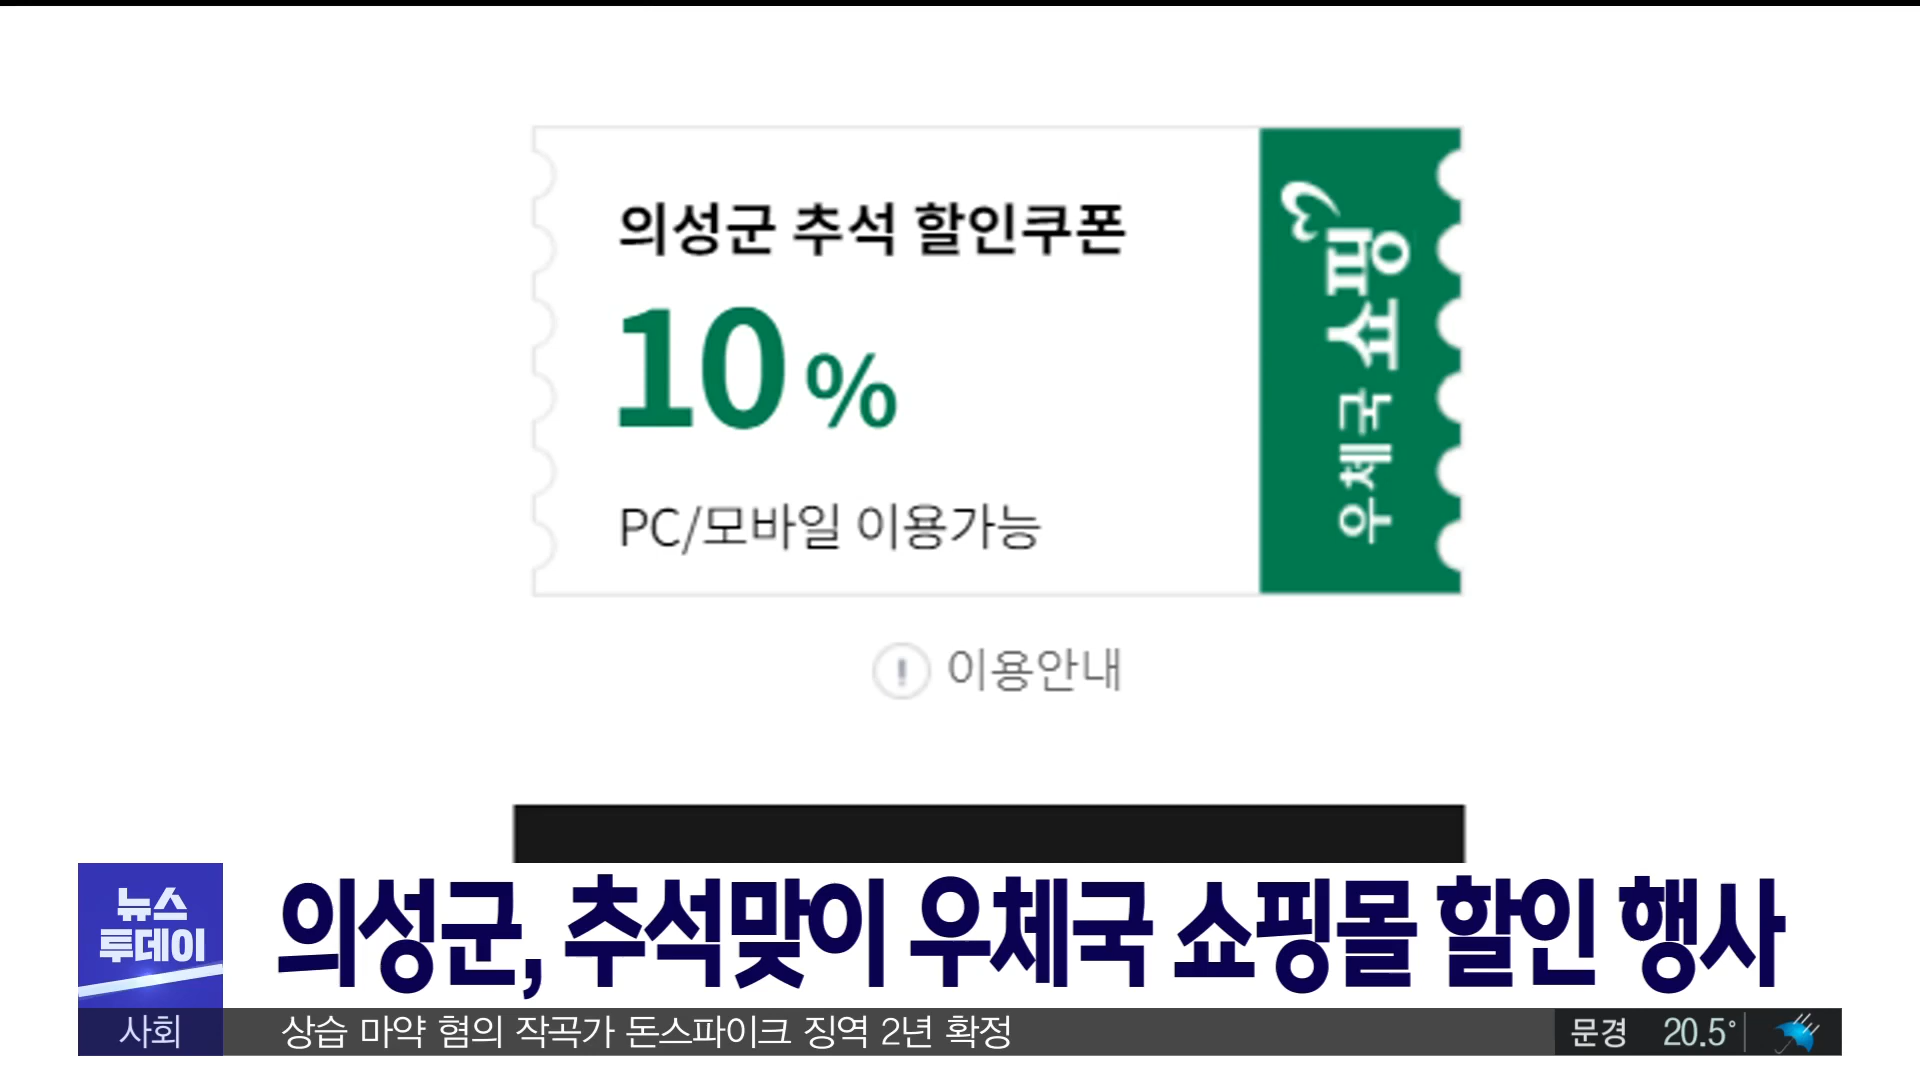 의성군 추석 할인쿠폰
10%
PC/모바일 이용가능
우체국 쇼핑
! 이용안내
뉴스
투데이
의성군, 추석맞이 우체국 쇼핑몰 할인 행사
사회
상습 마약 혐의 작곡가 돈스파이크 징역 2년 확정
문경 20.5°